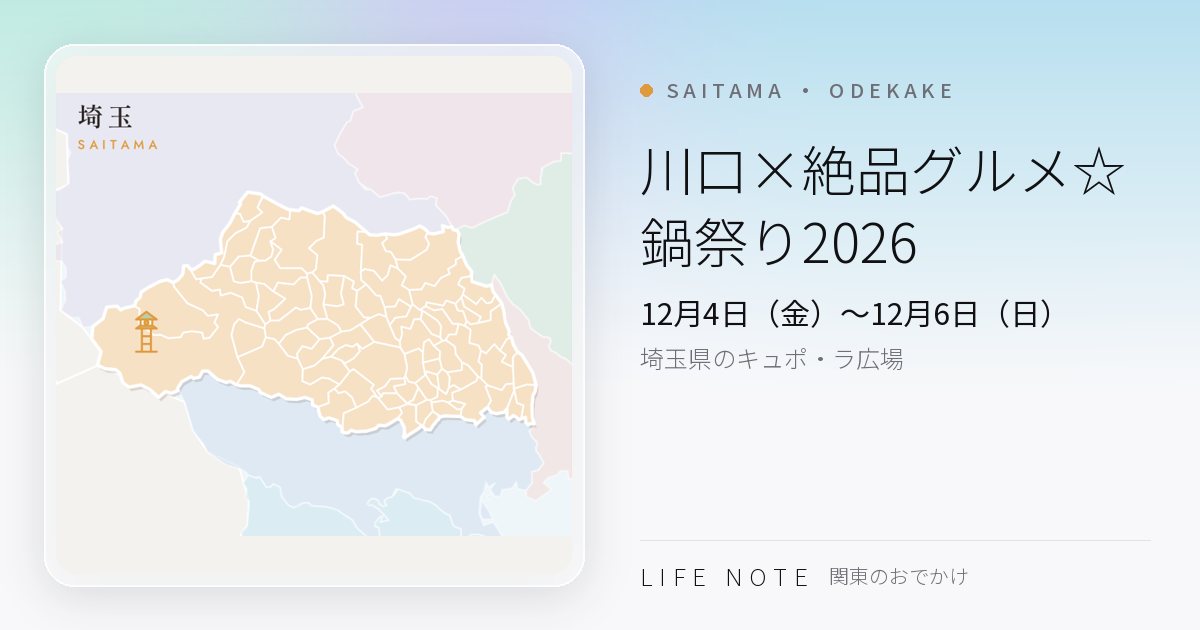 埼玉
SAITAMA
SAITAMA • ODEKAKE
川口×絶品グルメ☆
鍋祭り2026
12月4日（金）〜12月6日（日）
埼玉県のキュポ・ラ広場
LIFE NOTE 関東のおでかけ